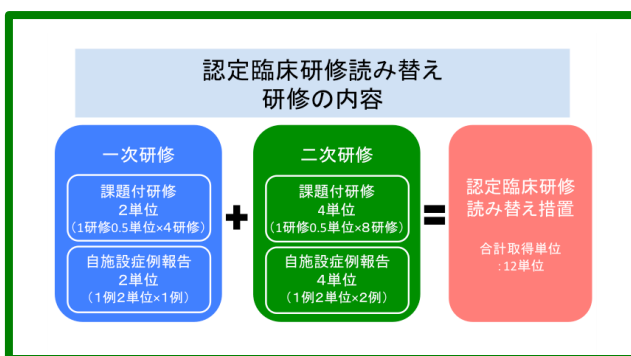 認定臨床研修読み替え
研修の内容
一次研修
課題付研修
2単位
(1研修0.5単位×4研修)
自施設症例報告
2単位
（1例2単位×1例）
+
二次研修
課題付研修
4単位
(1研修0.5単位×8研修)
自施設症例報告
4単位
（1例2単位×2例）
=
認定臨床研修
読み替え措置
合計取得単位
:12単位